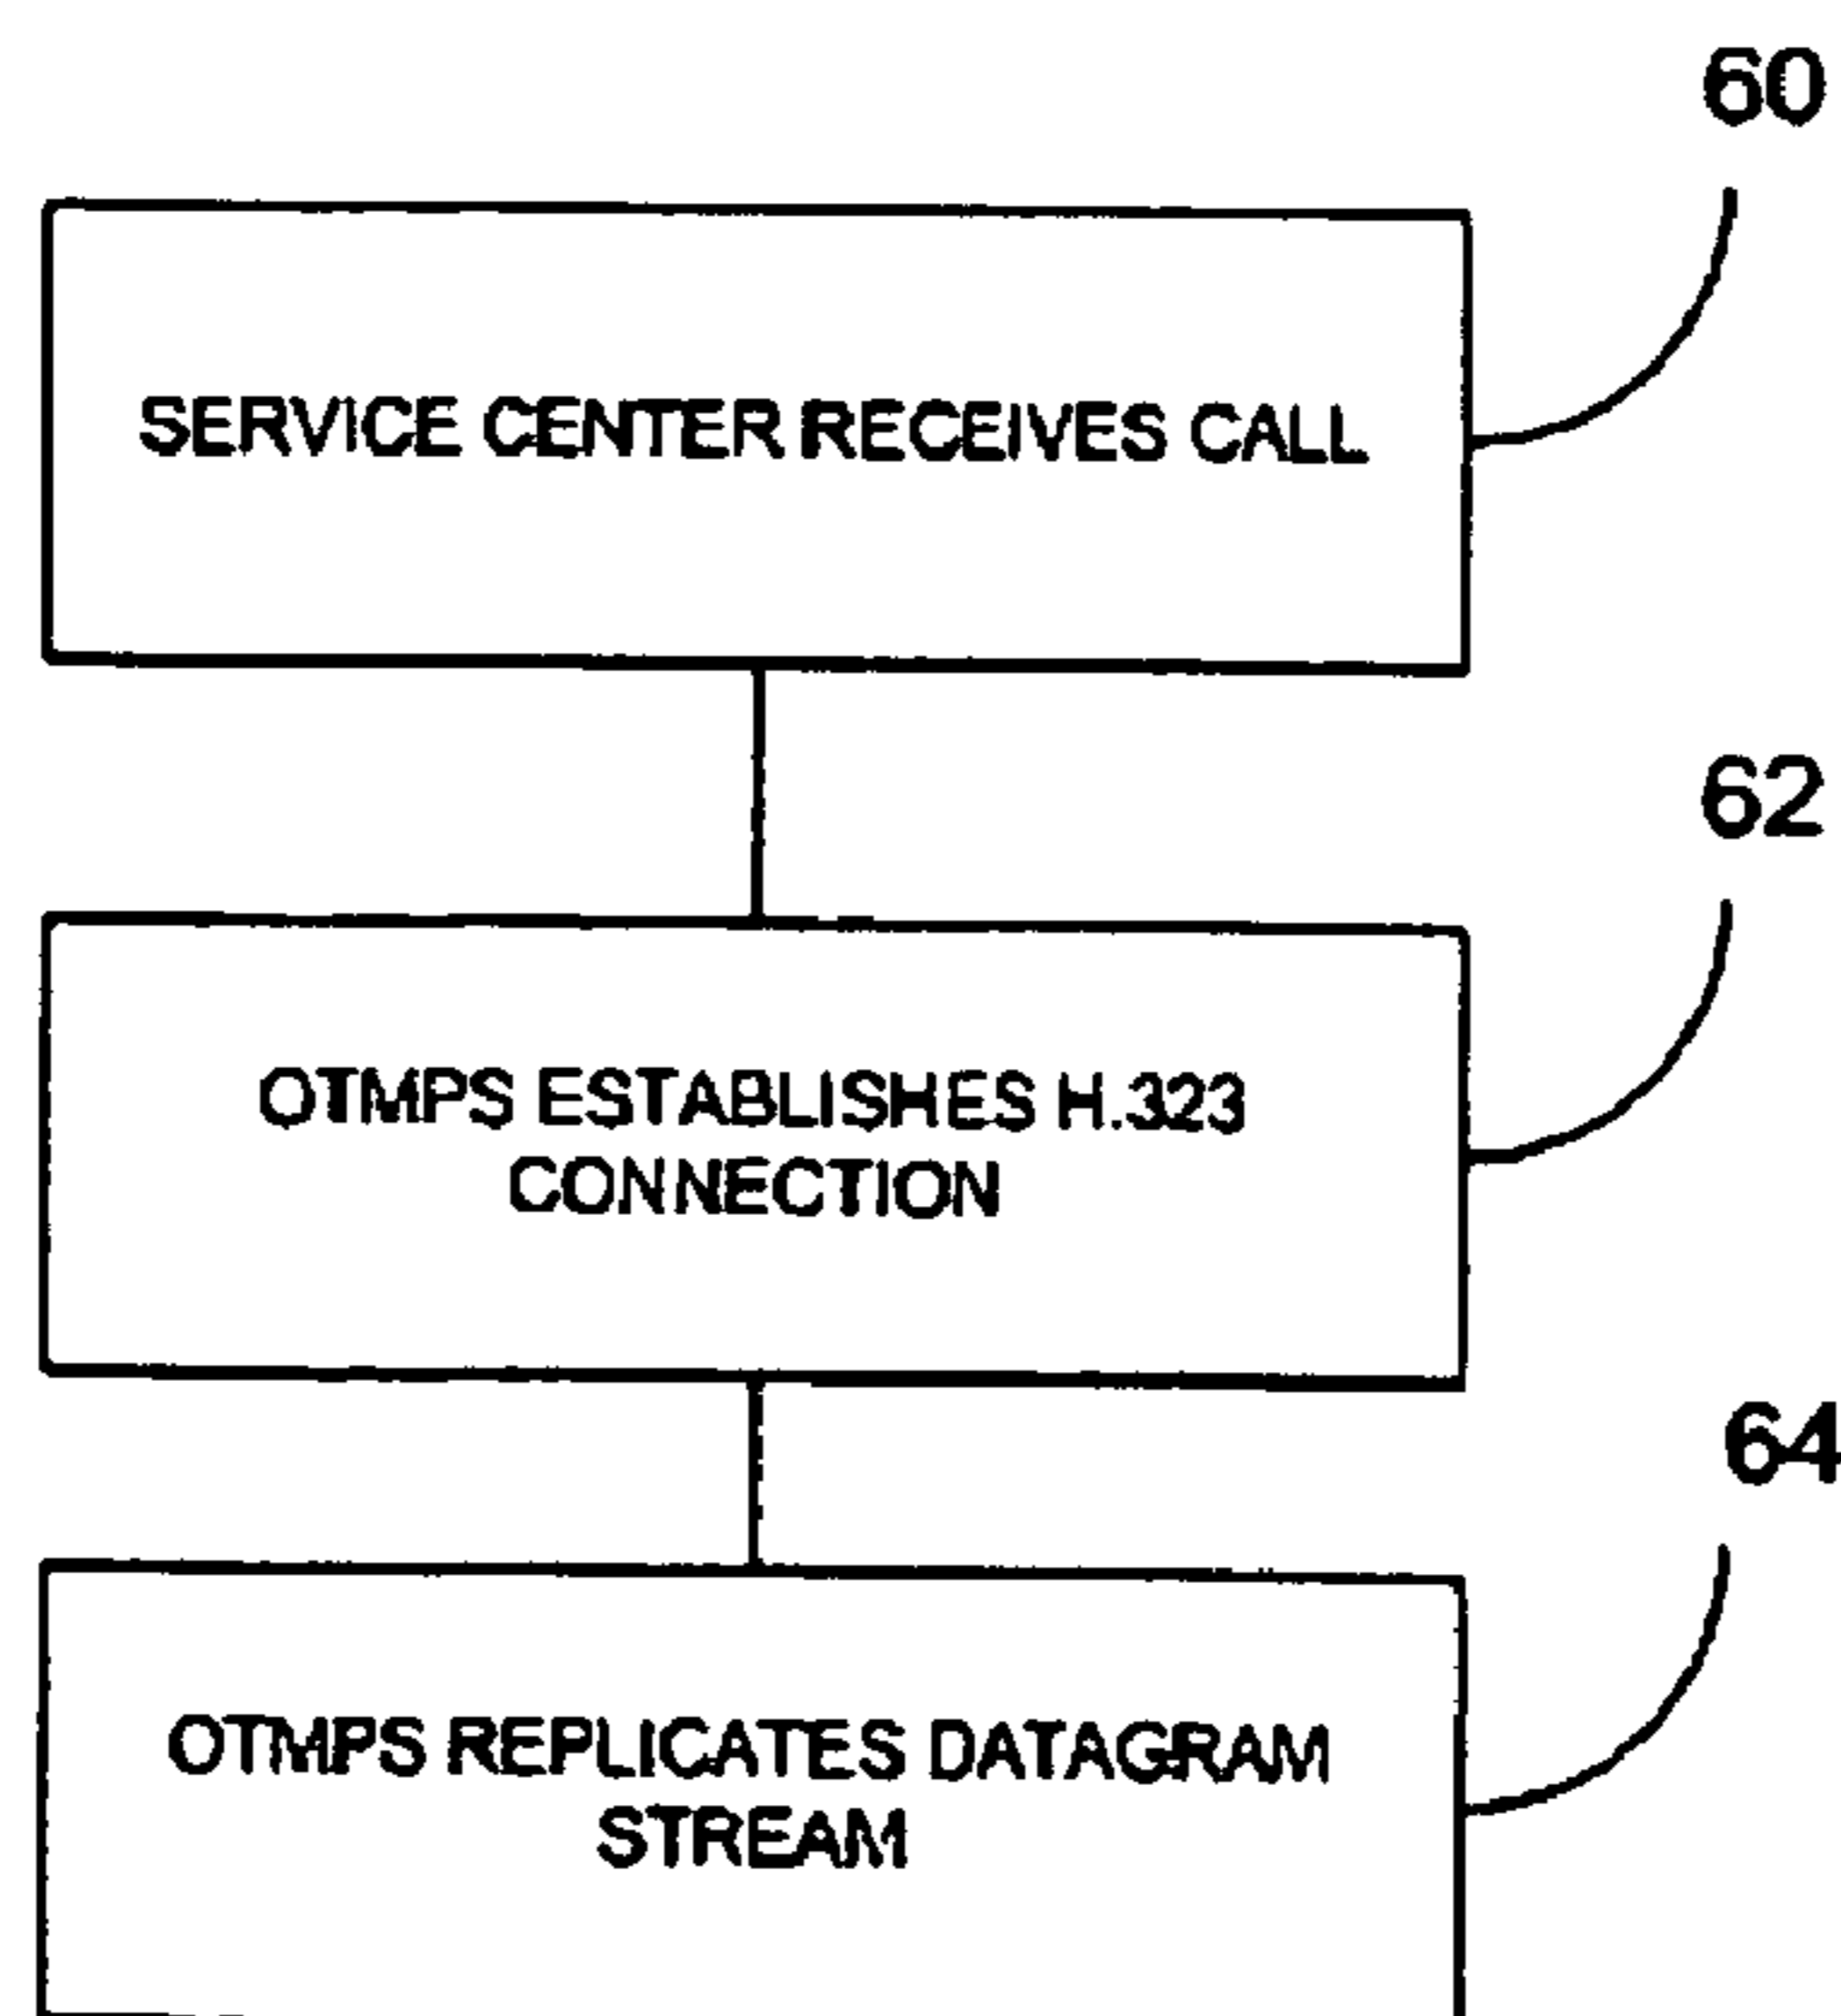 60
SERVICE CENTER RECEIVES CALL
62
OTMPS ESTABLISHES H.323
CONNECTION
64
OTMPS REPLICATES DATAGRAM
STREAM